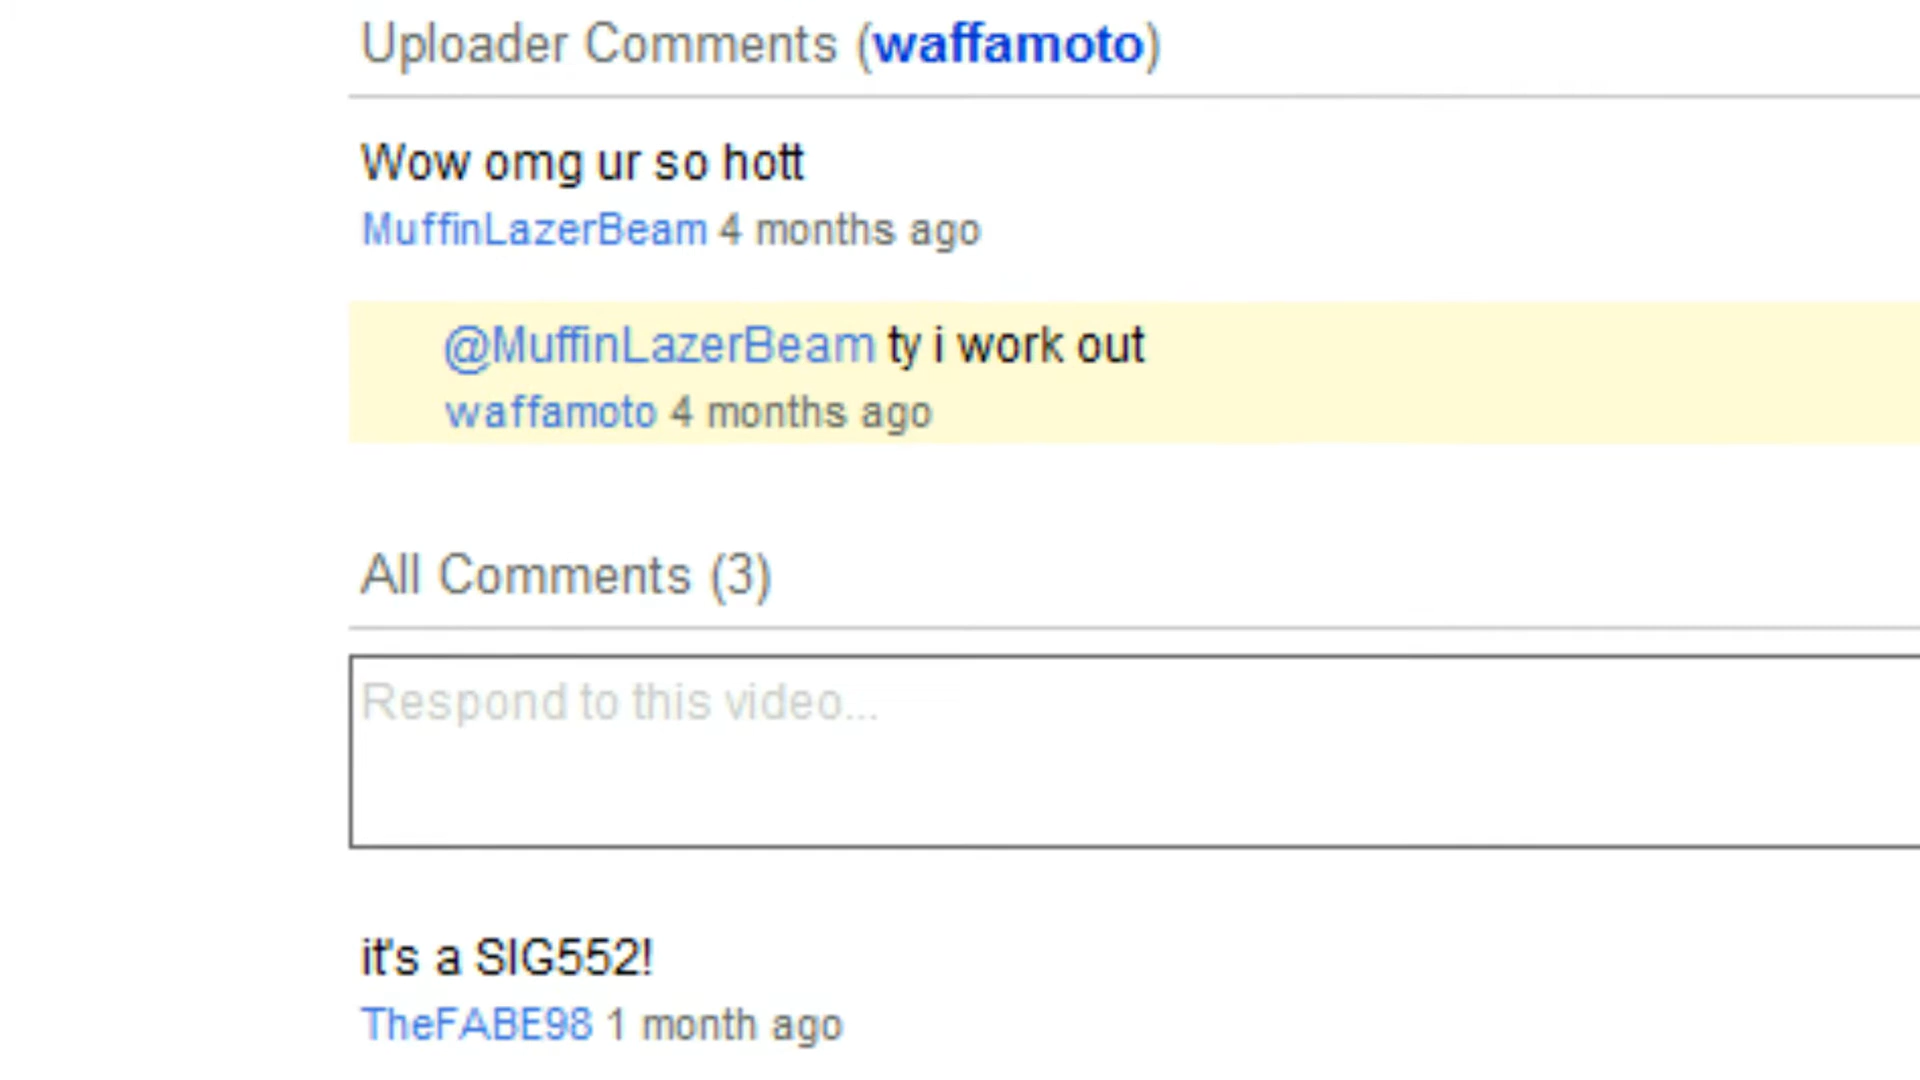 Uploader Comments (waffamoto)
Wow omg ur so hott
MuffinLazerBeam 4 months ago
@MuffinLazerBeam ty i work out
waffamoto 4 months ago
All Comments (3)
Respond to this video...
it's a SIG552!
TheFABE98 1 month ago